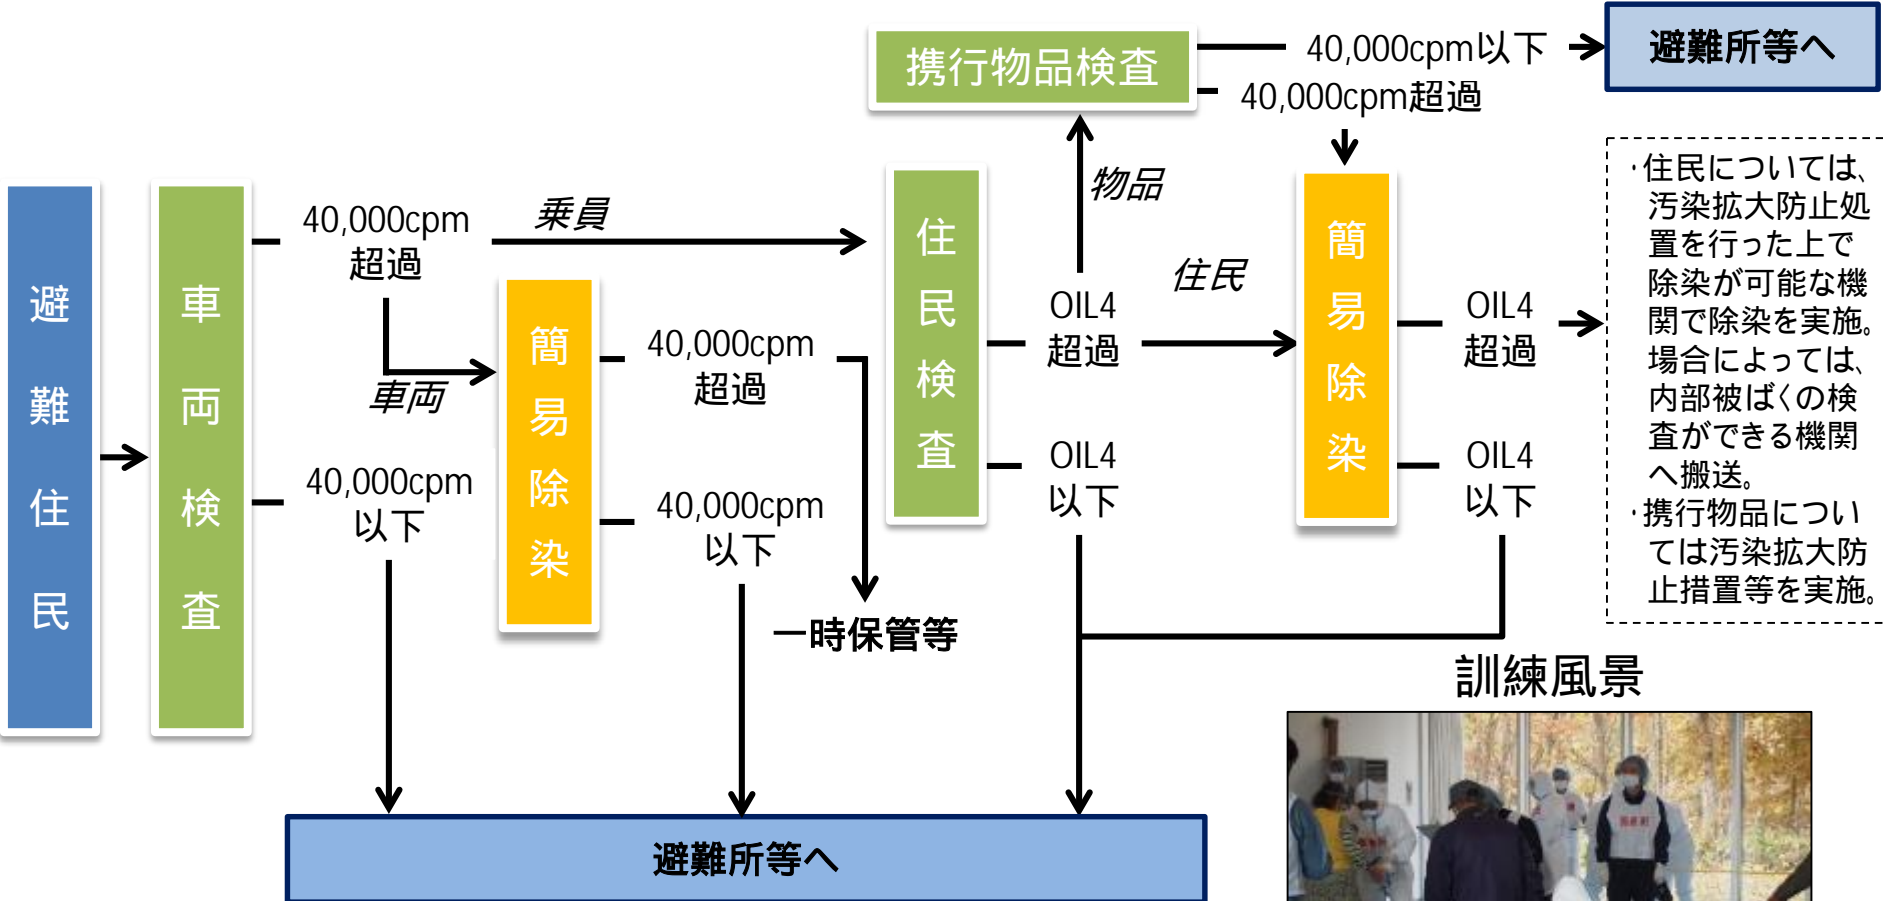 避難住民
車両検査
40,000cpm
超過
乗員
車両
40,000cpm
以下
簡易除染
40,000cpm
超過
40,000cpm
以下
一時保管等
住民検査
物品
携行物品検査
40,000cpm以下
40,000cpm超過
避難所等へ
OIL4
超過
住民
OIL4
以下
簡易除染
OIL4
超過
OIL4
以下
・住民については、
汚染拡大防止処
置を行った上で
除染が可能な機
関で除染を実施。
場合によっては、
内部被ばくの検
査ができる機関
へ搬送。
・携行物品につい
ては汚染拡大防
止措置等を実施。
避難所等へ
訓練風景